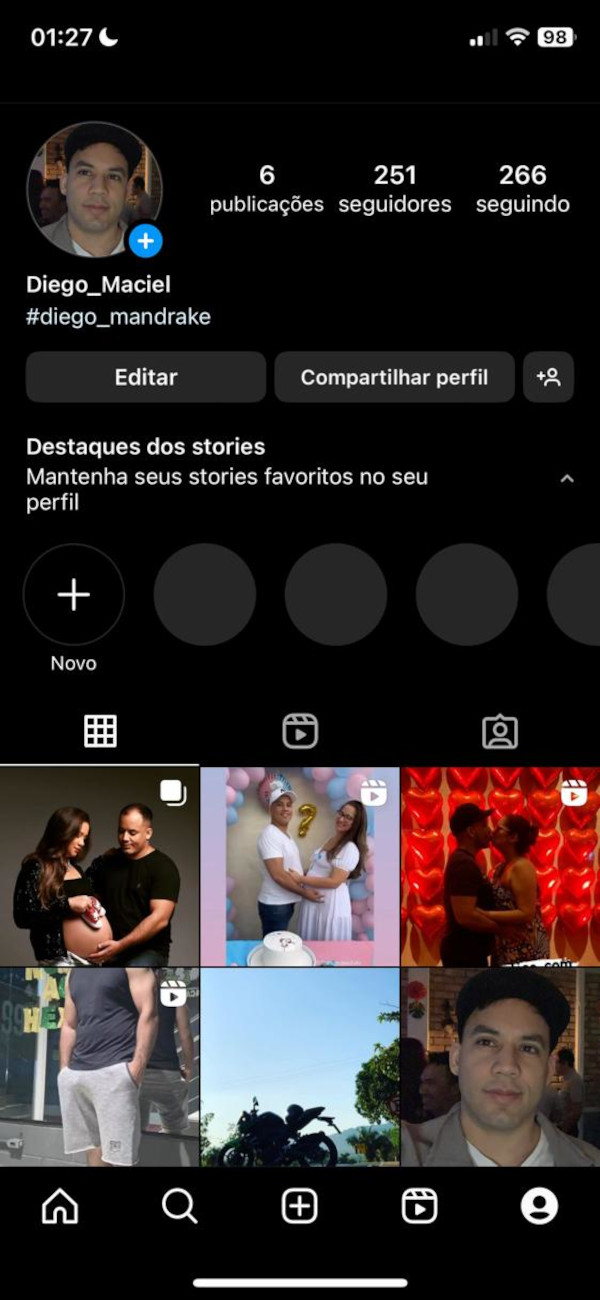 01:27
98
6
251
266
publicações
seguidores
seguindo
Diego_Maciel
#diego_mandrake
Editar
Compartilhar perfil
Destaques dos stories
Mantenha seus stories favoritos no seu
perfil
Novo
?